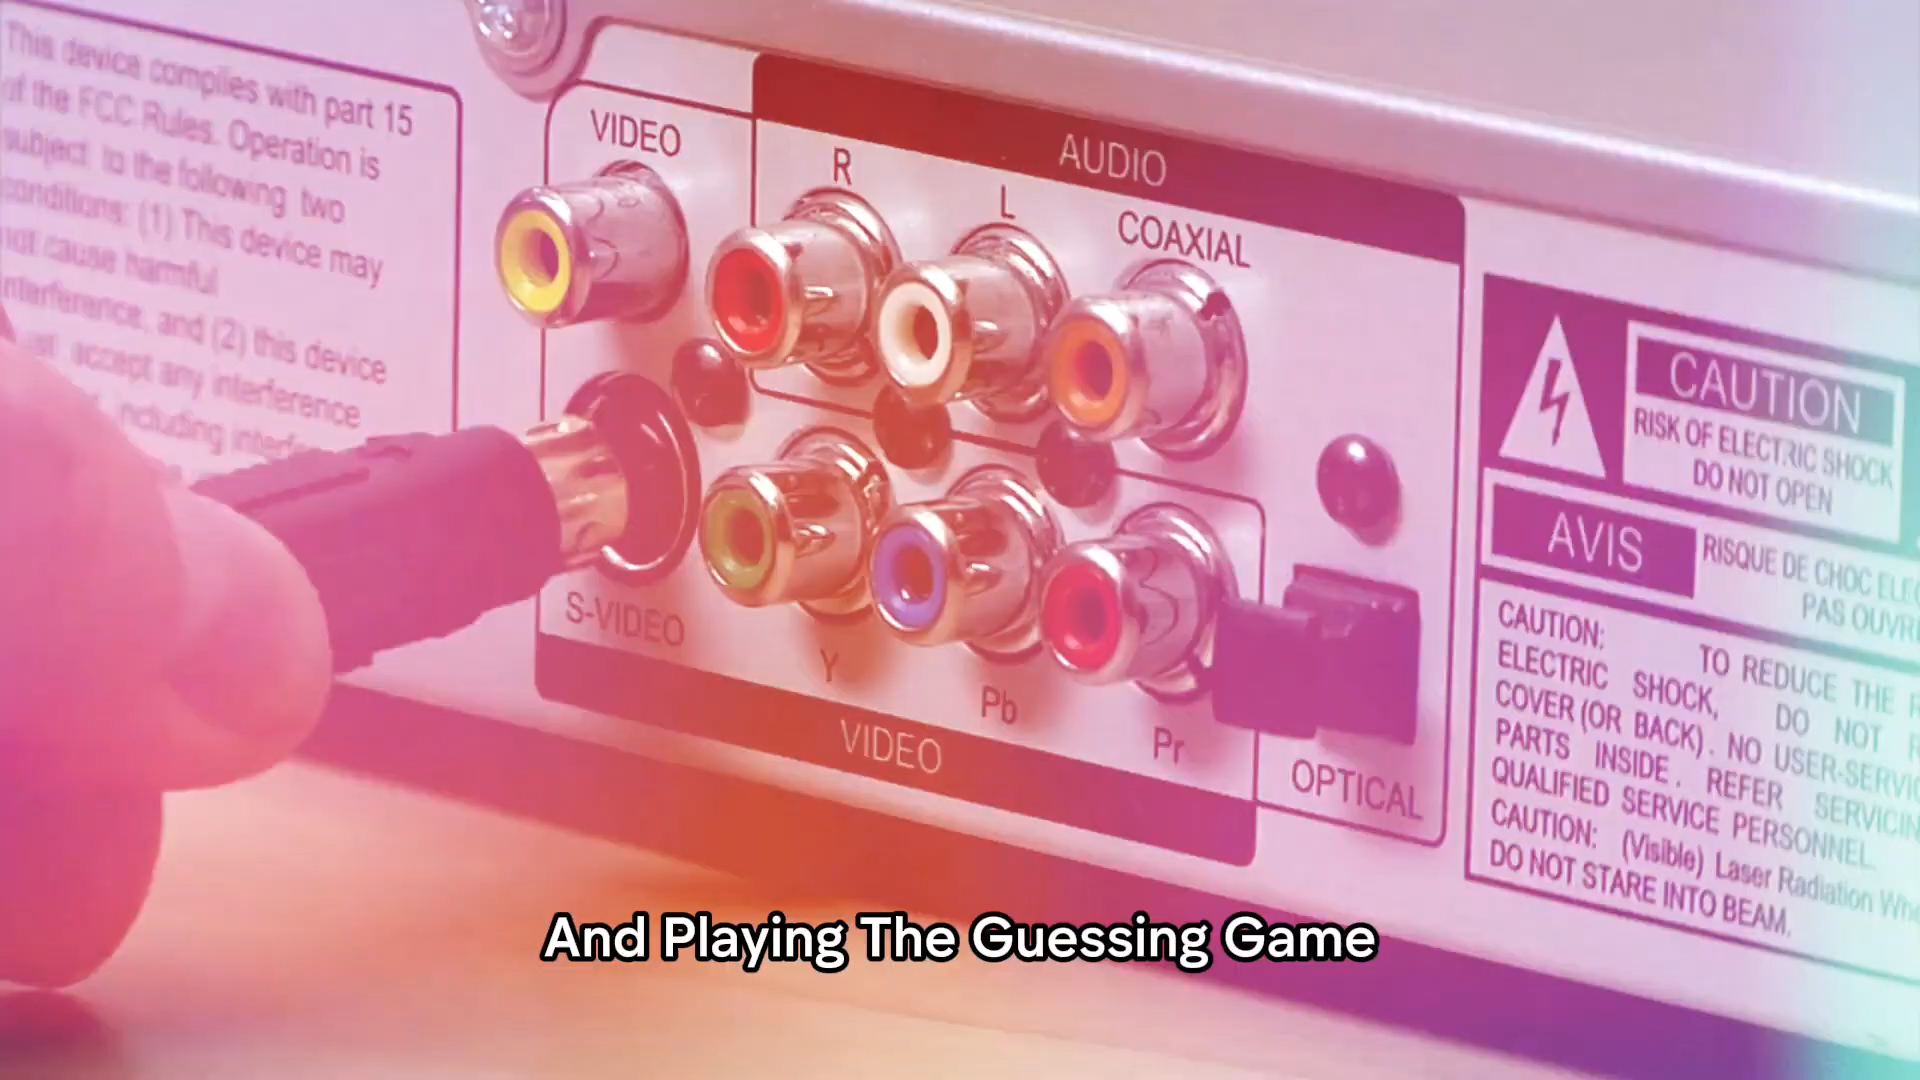 This device complies with part 15
of the FCC Rules. Operation is
subject to the following two
conditions: (1) This device may
not cause harmful
interference, and (2) this device
accept any interference
including
VIDEO
AUDIO
R
L
COAXIAL
S-VIDEO
Y
Pb
Pr
VIDEO
OPTICAL
CAUTION
RISK OF ELECTRIC SHOCK
DO NOT OPEN
AVIS
RISQUE DE CHOC
PAS
CAUTION: TO REDUCE THE
ELECTRIC SHOCK, DO NOT
COVER (OR BACK). NO
PARTS INSIDE. REFER
QUALIFIED SERVICE PERSONNEL
CAUTION: (Visible) Laser Radiation
DO NOT STARE INTO BEAM.
And Playing The Guessing Game